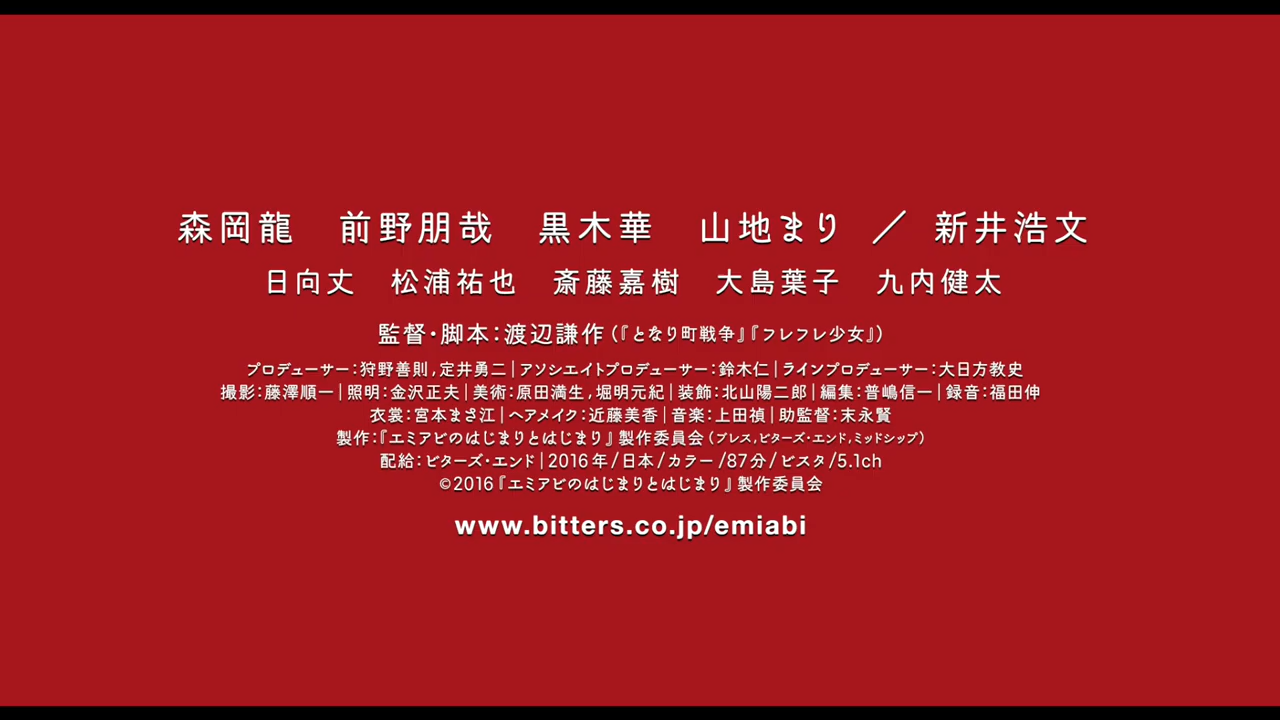 森岡龍　前野朋哉　黒木華　山地まり　／　新井浩文
日向丈　松浦祐也　斎藤嘉樹　大島葉子　九内健太
監督・脚本：渡辺謙作（『となり町戦争』『フレフレ少女』）
プロデューサー：狩野善則，定井勇二｜アソシエイトプロデューサー：鈴木仁｜ラインプロデューサー：大日方教史
撮影：藤澤順一｜照明：金沢正夫｜美術：原田満生，堀明元紀｜装飾：北山陽二郎｜編集：普嶋信一｜録音：福田伸
衣裳：宮本まさ江｜ヘアメイク：近藤美香｜音楽：上田禎｜助監督：末永賢
製作：『エミアビのはじまりとはじまり』製作委員会（プレス，ビターズ・エンド，ミッドシップ）
配給：ビターズ・エンド｜2016年/日本/カラー/87分/ビスタ/5.1ch
©2016『エミアビのはじまりとはじまり』製作委員会
www.bitters.co.jp/emiabi